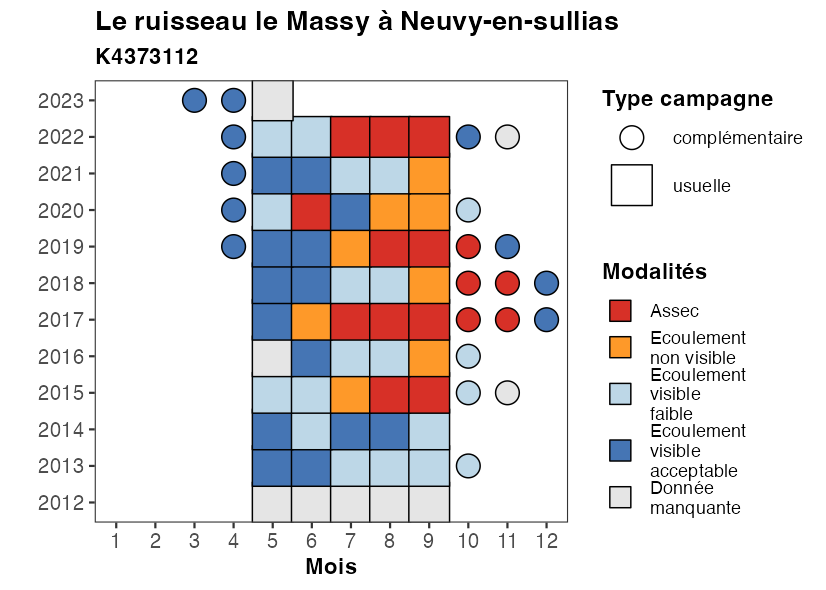 Le ruisseau le Massy à Neuvy-en-sullias
K4373112
2023
2022
2021
2020
2019
2018
2017
2016
2015
2014
2013
2012
1 2 3 4 5 6 7 8 9 10 11 12
Mois
Type campagne
complémentaire
usuelle
Modalités
Assec
Ecoulement
non visible
Ecoulement
visible
faible
Ecoulement
visible
acceptable
Donnée
manquante